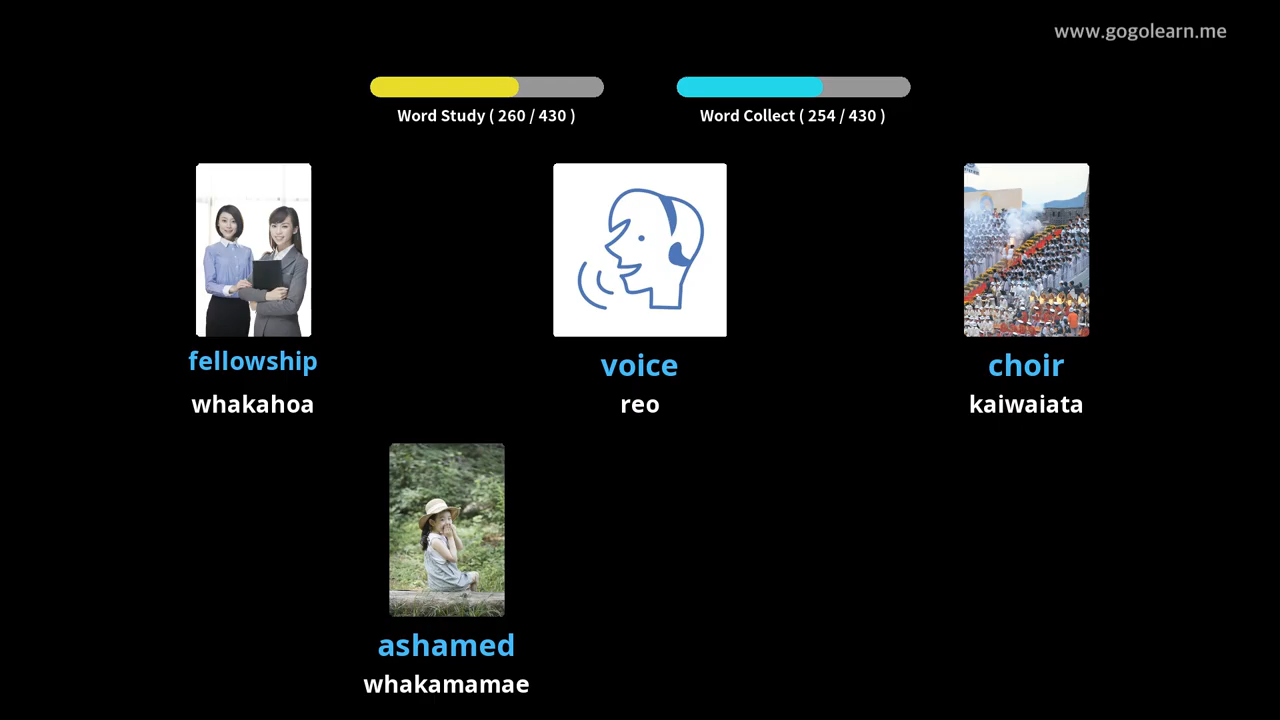 www.gogolearn.me
Word Study ( 260 / 430 )
Word Collect ( 254 / 430 )
fellowship
whakahoa
voice
reo
choir
kaiwaiata
ashamed
whakamamae